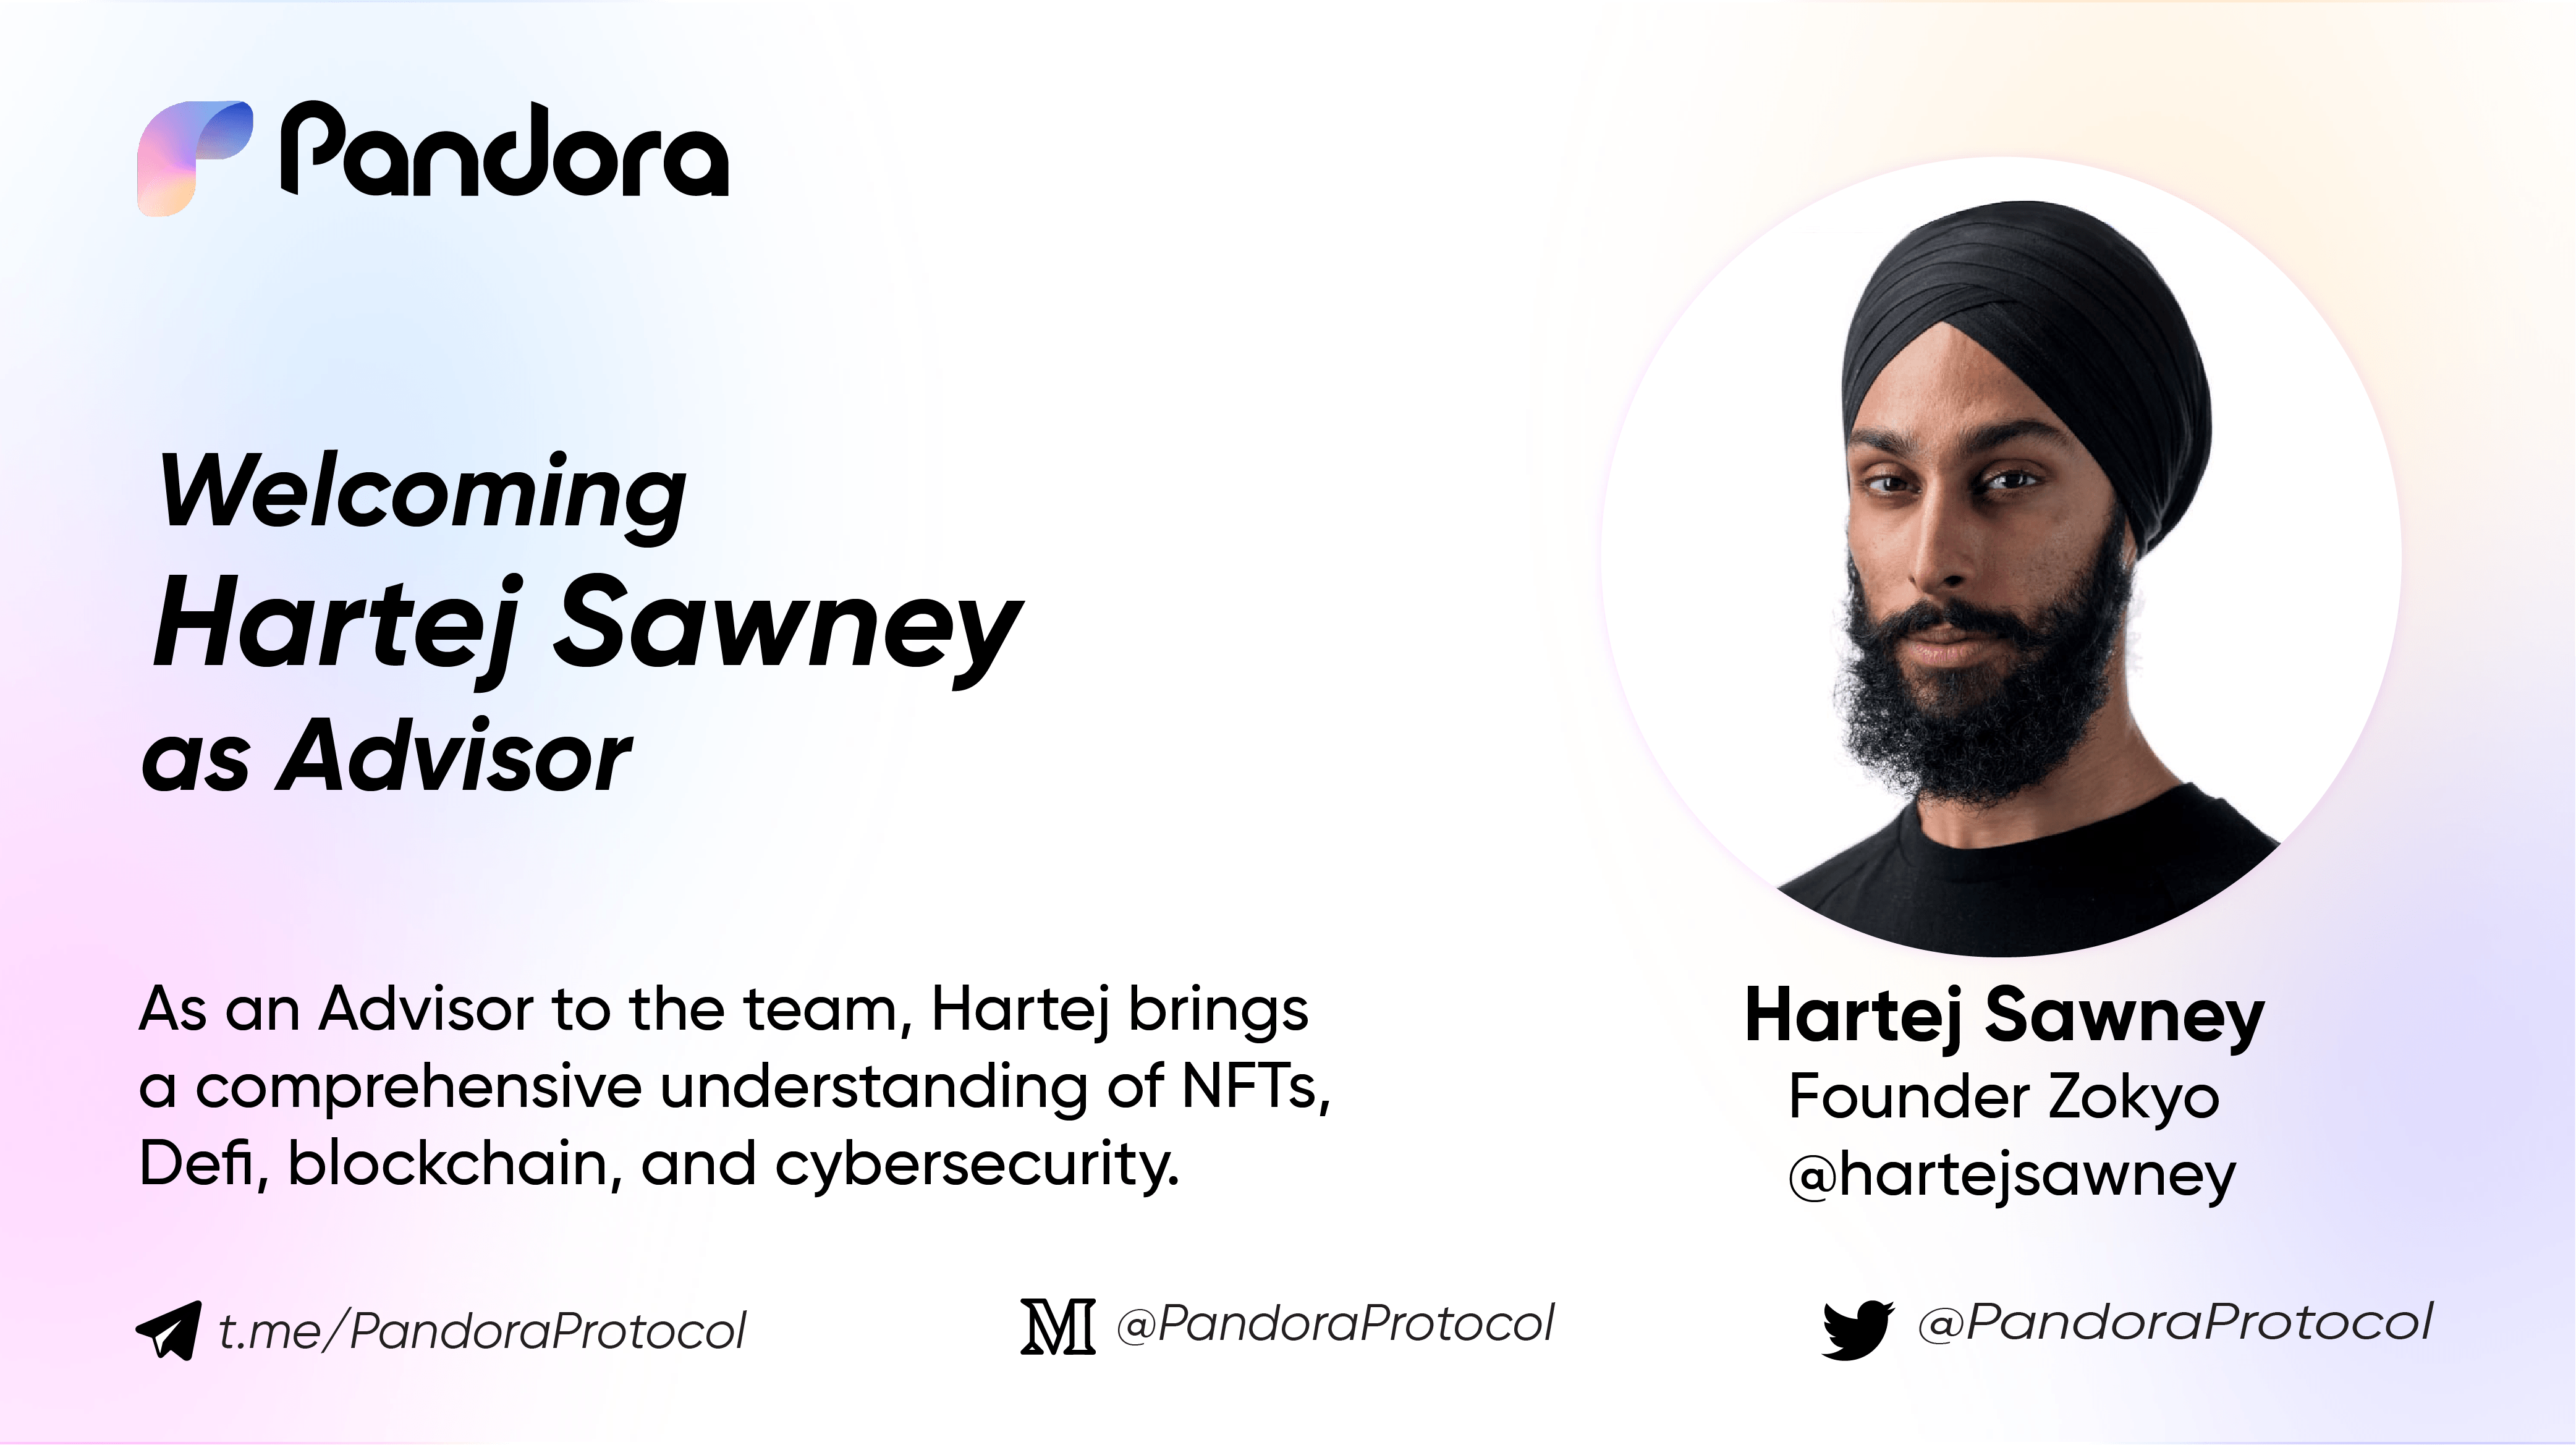 Pandora
Welcoming
Hartej Sawney
as Advisor
As an Advisor to the team, Hartej brings
a comprehensive understanding of NFTs,
Defi, blockchain, and cybersecurity.
Hartej Sawney
Founder Zokyo
@hartejsawney
t.me/PandoraProtocol
M @PandoraProtocol
@PandoraProtocol